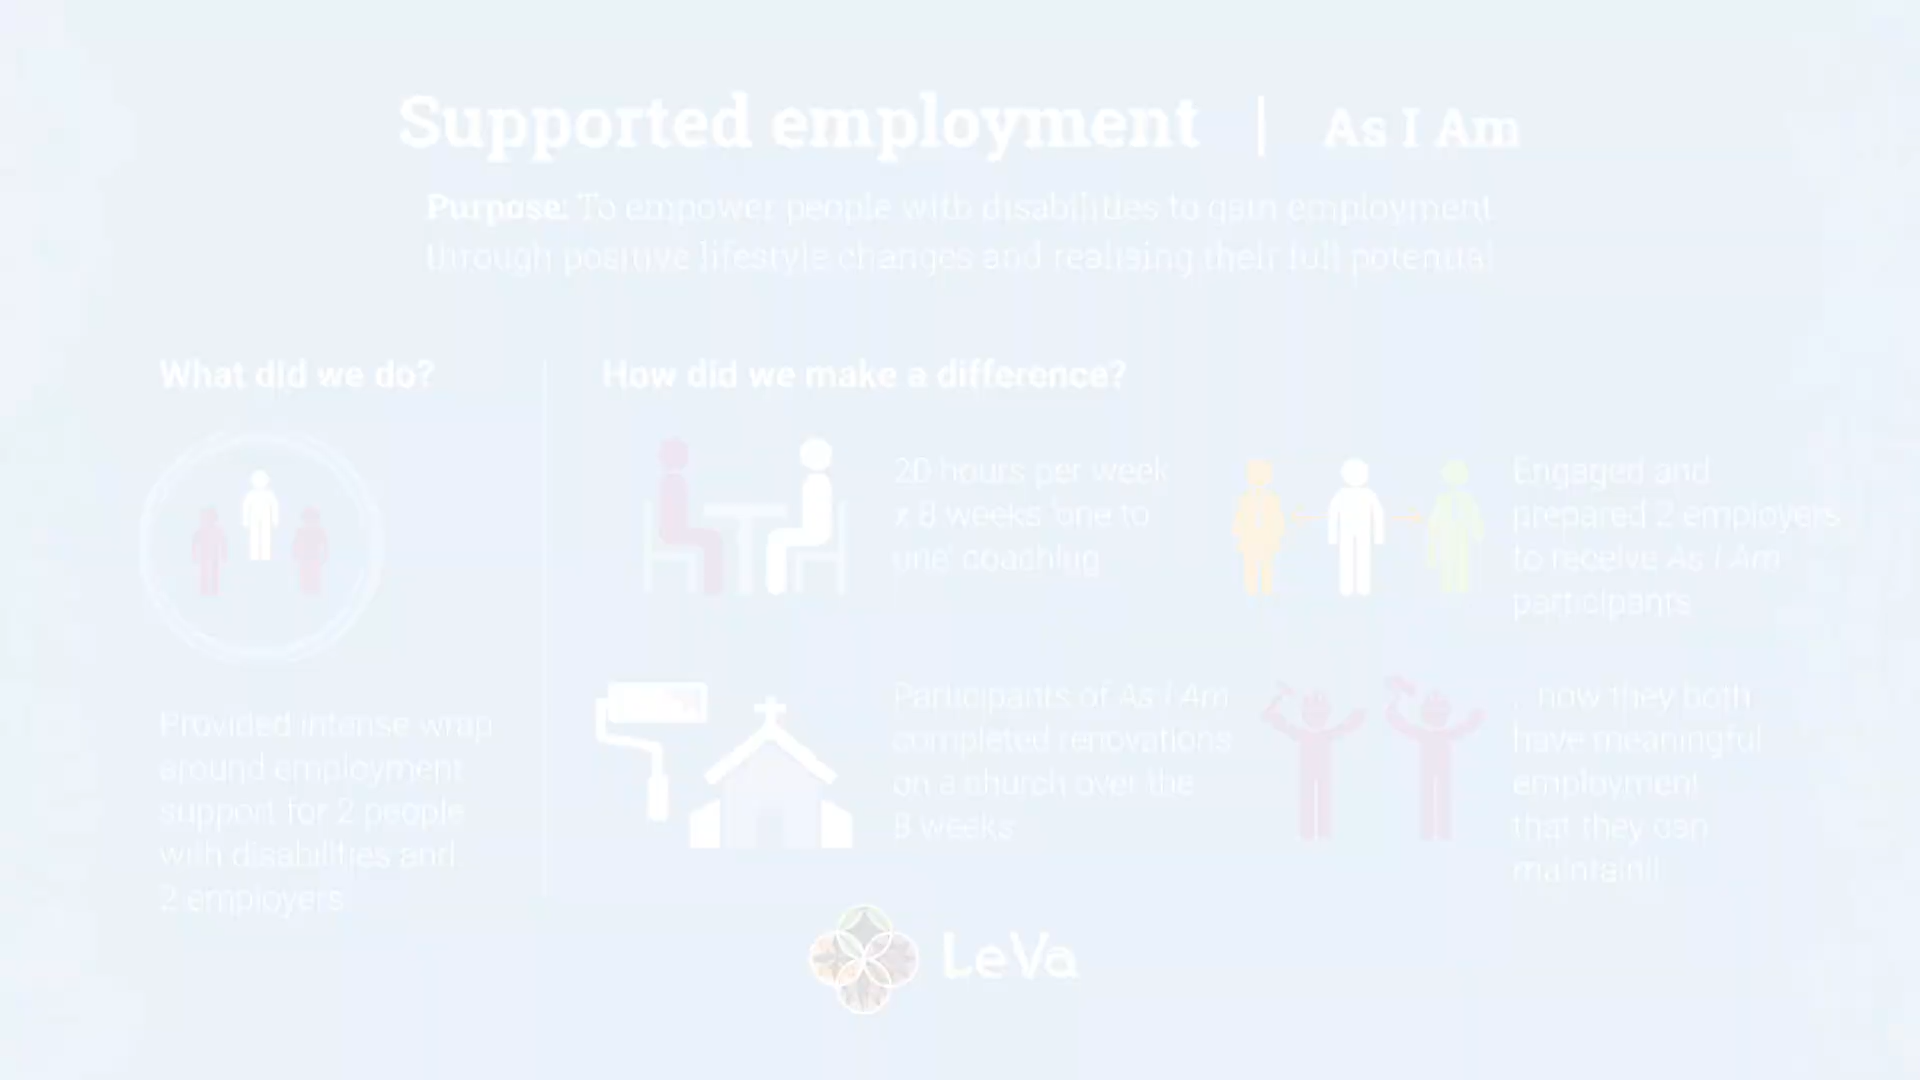 Supported employment | As I Am
Purpose: To empower people with disabilities to gain employment
through positive lifestyle changes and realising their full potential
What did we do?
Provided intense wrap
around employment
support for 2 people
with disabilities and
2 employers
How did we make a difference?
20 hours per week
x 8 weeks 'one to
one' coaching
Engaged and
prepared 2 employers
to receive As I Am
participants
Participants of As I Am
completed renovations
on a church over the
8 weeks
...now they both
have meaningful
employment
that they can
maintain!!
LeVa